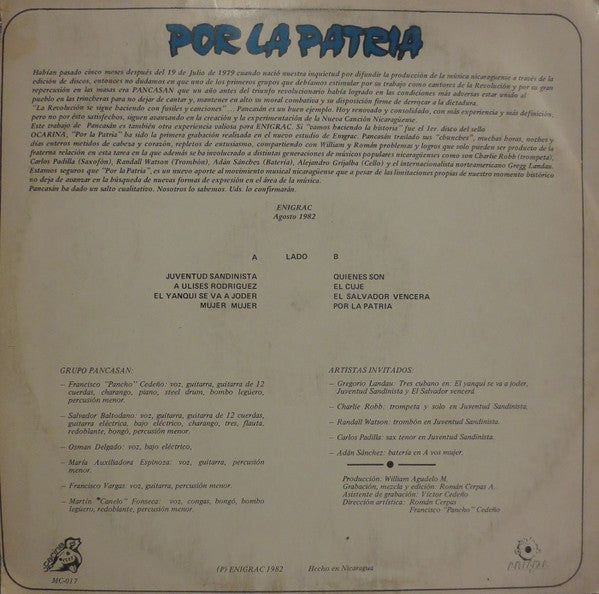 POR LA PATRIA
Habían pasado cinco meses después del 19 de Julio de 1979 cuando nació nuestra inquietud por difundir la producción de la música nicaragüense a través de la
edición de discos, entonces no dudamos en que uno de los primeros grupos que debíamos estimular por su trabajo como cantores de la Revolución y por su gran
repercusión en las masas era PANCASAN que un año antes del triunfo revolucionario había logrado en las condiciones más adversas estar unido al
pueblo en las trincheras para no dejar de cantar y, mantener en alto su moral combativa y su disposición firme de derrocar a la dictadura.
"La Revolución se sigue haciendo con fusiles y canciones"... Pancasán es un buen ejemplo. Hoy renovado y consolidado, con más experiencia y más definición,
pero no por ésto satisfechos, siguen avanzando en la creación y la experimentación de la Nueva Canción Nicaragüense.
Este trabajo de Pancasán es también otra experiencia valiosa para ENIGRAC. Si "vamos haciendo la historia" fue el 1er. disco del sello
OCARINA, "Por la Patria" ha sido la primera grabación realizada en el nuevo estudio de Enigrac. Pancasán trasladó sus "chunches", muchas horas, noches y
días enteros metidos de cabeza y corazón, repletos de entusiasmo, compartiendo con William y Román problemas y logros que solo pueden ser producto de la
fraterna relación en esta tarea en la que además se ha involucrado a distintas generaciones de músicos populares nicaragüenses como son Charlie Robb (trompeta),
Carlos Padilla (Saxofón), Randall Watson (Trombón), Adán Sánchez (Batería), Alejandro Grijalba (Cello) y el internacionalista norteamericano Gregg Landau.
Estamos seguros que "Por la Patria", es un nuevo aporte al movimiento musical nicaragüense que a pesar de las limitaciones propias de nuestro momento histórico
no deja de avanzar en la búsqueda de nuevas formas de expresión en el área de la música.
Pancasán ha dado un salto cualitativo. Nosotros lo sabemos. Uds. lo confirmarán.
ENIGRAC
Agosto 1982
A LADO B
JUVENTUD SANDINISTA
A ULISES RODRIGUEZ
EL YANQUI SE VA A JODER
MUJER MUJER
QUIENES SON
EL CUJE
EL SALVADOR VENCERA
POR LA PATRIA
GRUPO PANCASAN:
– Francisco "Pancho" Cedeño: voz, guitarra, guitarra de 12
cuerdas, charango, piano, steel drum, bombo legüero,
percusión menor.
– Salvador Baltodano: voz, guitarra, guitarra de 12 cuerdas,
guitarra eléctrica, bajo eléctrico, charango, tres, flauta,
redoblante, bongó, percusión menor.
– Osman Delgado: voz, bajo eléctrico,
– María Auxiliadora Espinoza: voz, guitarra, percusión
menor.
– Francisco Vargas: voz, guitarra, percusión menor.
– Martín "Canelo" Fonseca: voz, congas, bongó, bombo
legüero, redoblante, percusión menor.
ARTISTAS INVITADOS:
– Gregorio Landau: Tres cubano en: El yanqui se va a joder,
Juventud Sandinista y El Salvador vencerá.
– Charlie Robb: trompeta y solo en Juventud Sandinista.
– Randall Watson: trombón en Juventud Sandinista.
– Carlos Padilla: sax tenor en Juventud Sandinista.
– Adán Sánchez: batería en A vos mujer.
Producción: William Agudelo M.
Grabación, mezcla y edición: Román Cerpas A.
Asistente de grabación: Víctor Cedeño
Dirección artística: Román Cerpas
Francisco "Pancho" Cedeño
ocarina
MC-017
(P) ENIGRAC 1982 Hecho en Nicaragua